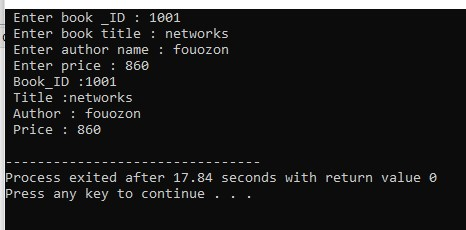 Enter book _ID : 1001
Enter book title : networks
Enter author name : fouozon
Enter price : 860
Book_ID :1001
Title :networks
Author : fouozon
Price : 860
--------------------------------
Process exited after 17.84 seconds with return value 0
Press any key to continue . . .